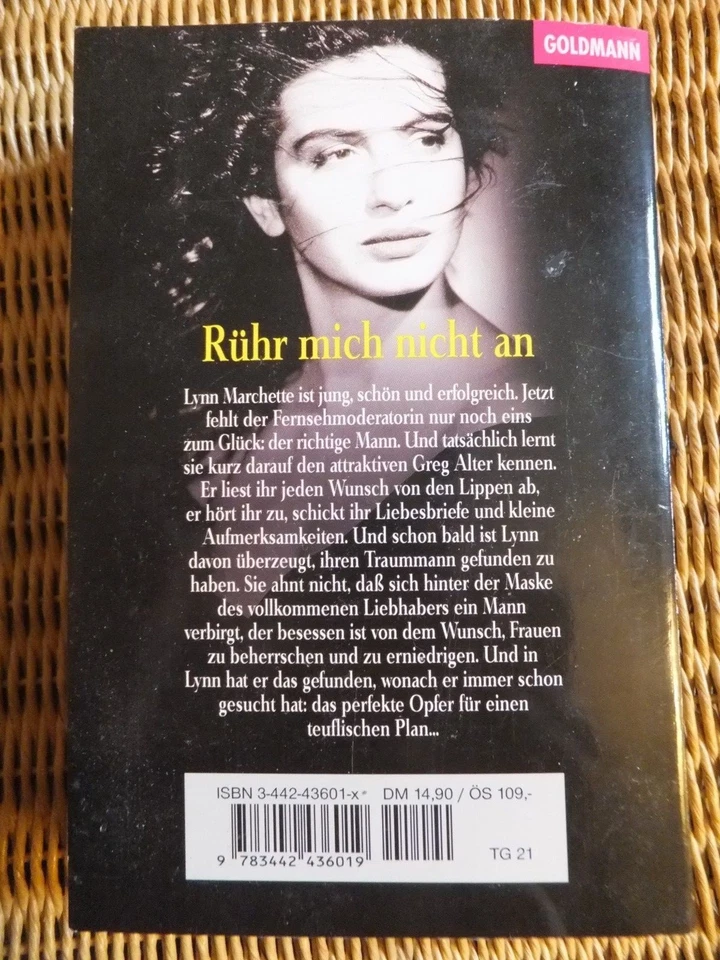 GOLDMANN
Rühr mich nicht an
Lynn Marchette ist jung, schön und erfolgreich. Jetzt
fehlt der Fernsehmoderatorin nur noch eins
zum Glück: der richtige Mann. Und tatsächlich lernt
sie kurz darauf den attraktiven Greg Alter kennen.
Er liest ihr jeden Wunsch von den Lippen ab,
er hört ihr zu, schickt ihr Liebesbriefe und kleine
Aufmerksamkeiten. Und schon bald ist Lynn
davon überzeugt, ihren Traummann gefunden zu
haben. Sie ahnt nicht, daß sich hinter der Maske
des vollkommenen Liebhabers ein Mann
verbirgt, der besessen ist von dem Wunsch, Frauen
zu beherrschen und zu erniedrigen. Und in
Lynn hat er das gefunden, wonach er immer schon
gesucht hat: das perfekte Opfer für einen
teuflischen Plan...
ISBN 3-442-43601-x* DM 14,90 / ÖS 109,-
9 783442 436019
TG 21